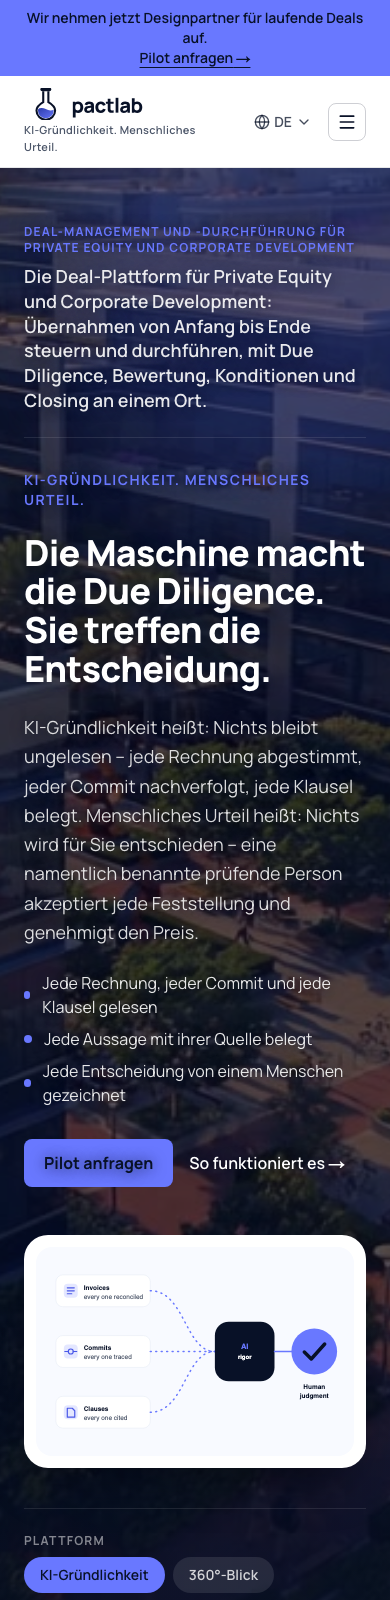 Wir nehmen jetzt Designpartner für laufende Deals
auf.
Pilot anfragen →
pactlab
KI-Gründlichkeit. Menschliches
Urteil.
DE
DEAL-MANAGEMENT UND -DURCHFÜHRUNG FÜR
PRIVATE EQUITY UND CORPORATE DEVELOPMENT
Die Deal-Plattform für Private Equity
und Corporate Development:
Übernahmen von Anfang bis Ende
steuern und durchführen, mit Due
Diligence, Bewertung, Konditionen und
Closing an einem Ort.
KI-GRÜNDLICHKEIT. MENSCHLICHES
URTEIL.
Die Maschine macht
die Due Diligence.
Sie treffen die
Entscheidung.
KI-Gründlichkeit heißt: Nichts bleibt
ungelesen – jede Rechnung abgestimmt,
jeder Commit nachverfolgt, jede Klausel
belegt. Menschliches Urteil heißt: Nichts
wird für Sie entschieden – eine
namentlich benannte prüfende Person
akzeptiert jede Feststellung und
genehmigt den Preis.
Jede Rechnung, jeder Commit und jede
Klausel gelesen
Jede Aussage mit ihrer Quelle belegt
Jede Entscheidung von einem Menschen
gezeichnet
Pilot anfragen
So funktioniert es →
Invoices
every one reconciled
Commits
every one traced
Clauses
every one cited
AI
rigor
Human
judgment
PLATTFORM
KI-Gründlichkeit
360°-Blick